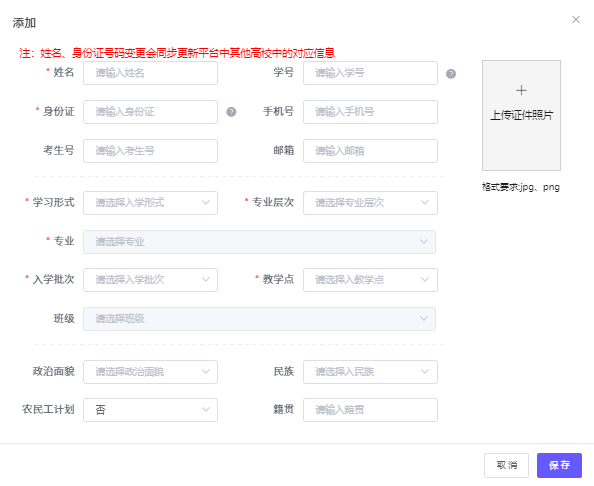 添加
注：姓名、身份证号码变更会同步更新平台中其他高校中的对应信息
* 姓名 请输入姓名 学号 请输入学号 ?
* 身份证 请输入身份证 ? 手机号 请输入手机号
考生号 请输入考生号 邮箱 请输入邮箱
+
上传证件照片
格式要求:jpg、png
* 学习形式 请选择入学形式 * 专业层次 请选择专业层次
* 专业 请选择专业
* 入学批次 请选择入学批次 * 教学点 请选择入教学点
班级 请选择班级
政治面貌 请选择政治面貌 民族 请选择入民族
农民工计划 否 籍贯 请输入籍贯
取消 保存